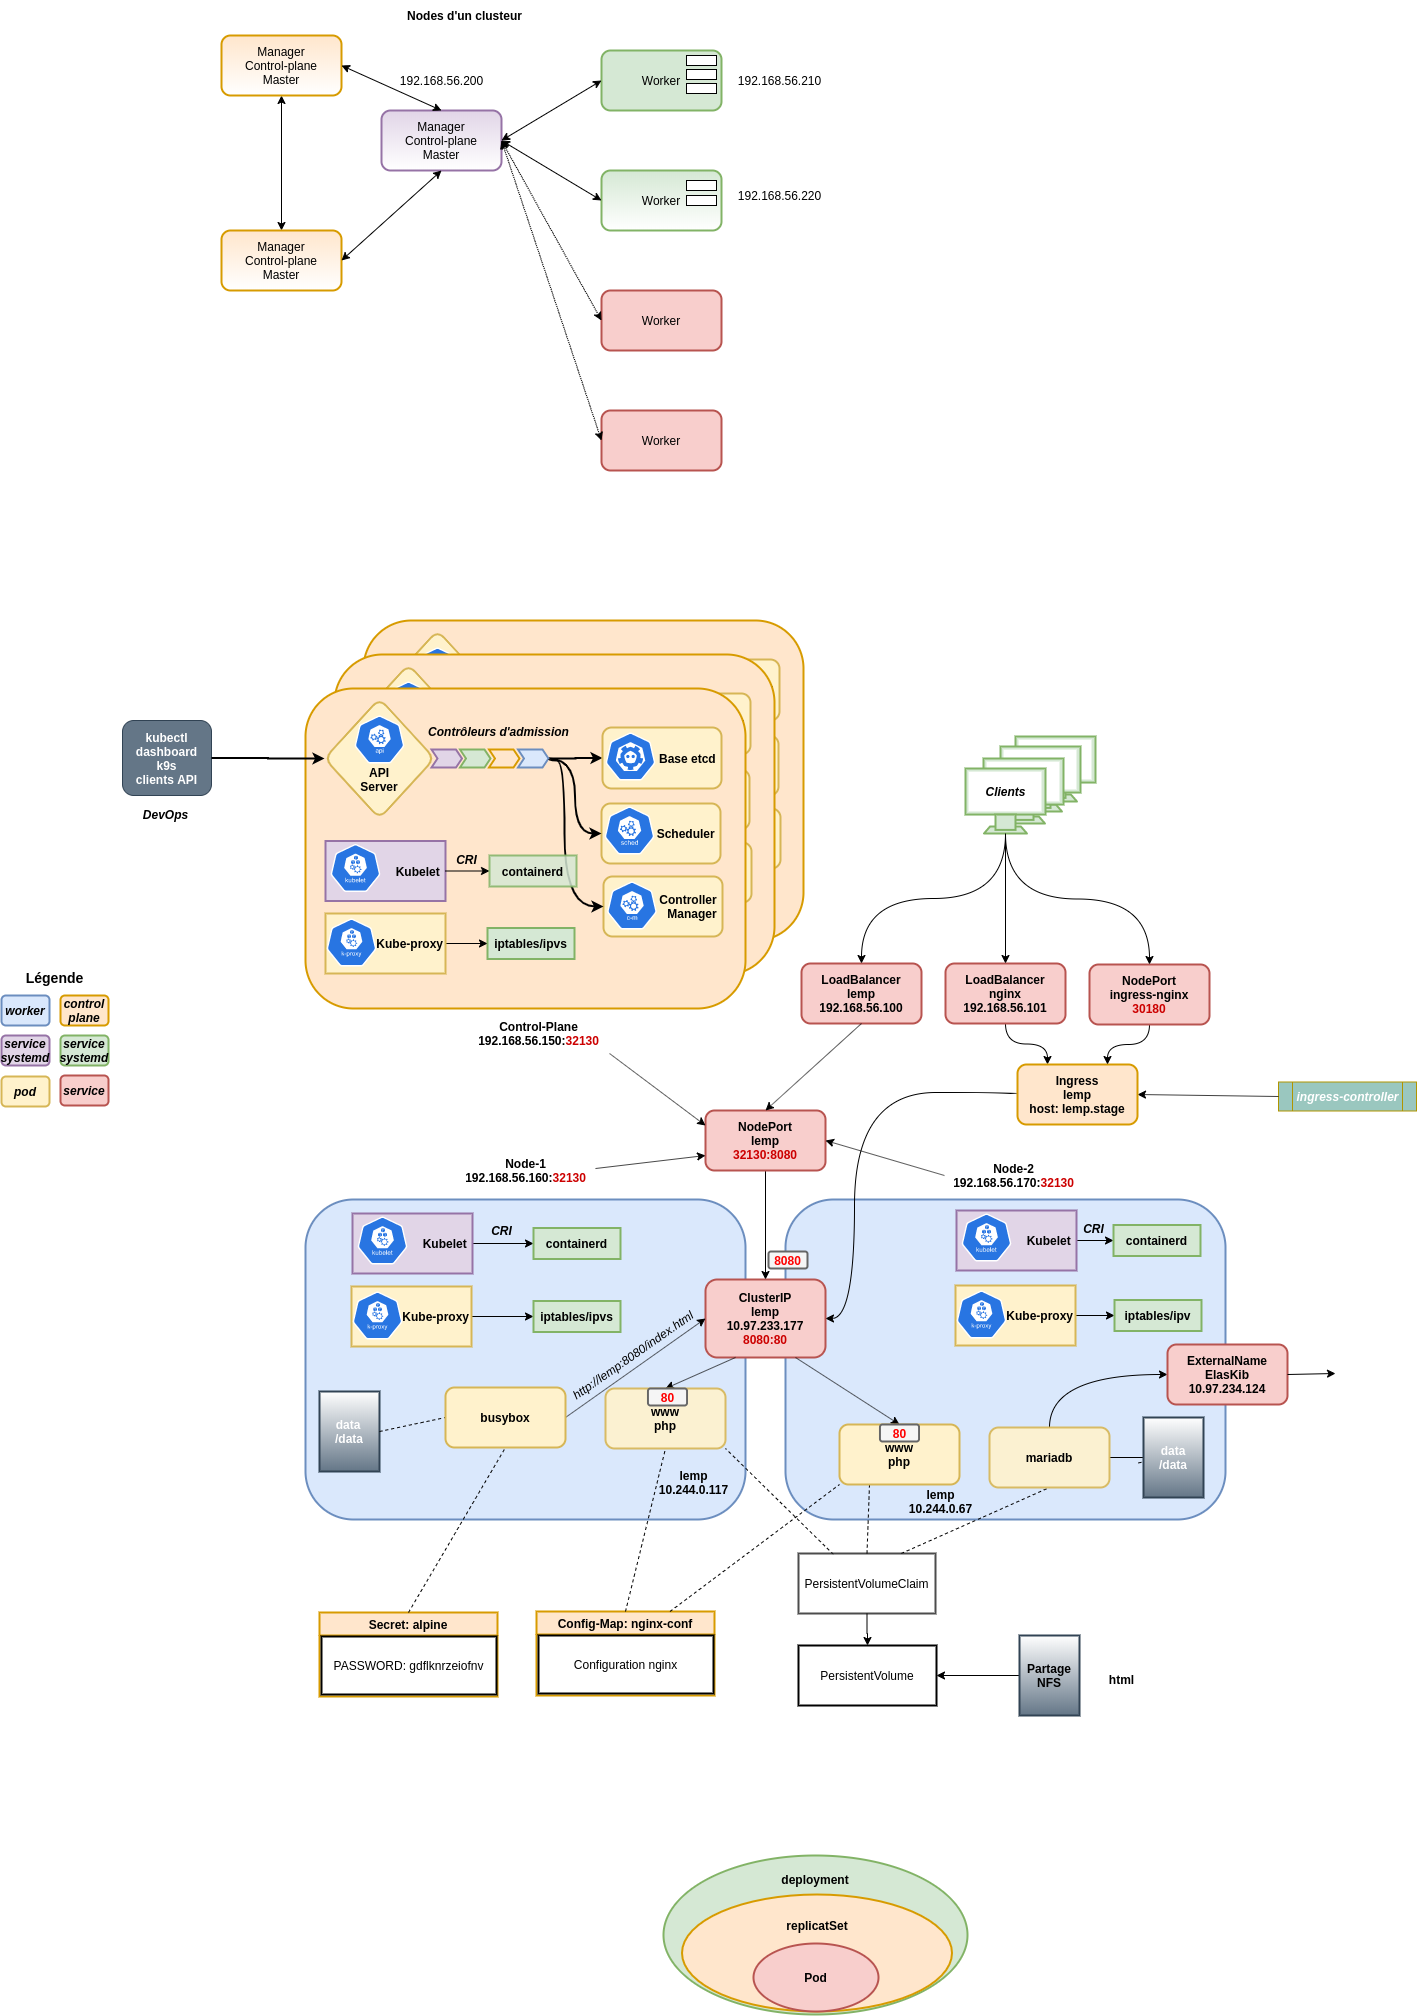 Nodes d'un clusteur
Manager
Control-plane
Master
192.168.56.200
Manager
Control-plane
Master
Manager
Control-plane
Master
Worker
192.168.56.210
Worker
192.168.56.220
Worker
Worker
kubectl
dashboard
k9s
clients API
DevOps
api
API
Server
Contrôleurs d'admission
Base etcd
sched
Scheduler
c-m
Controller
Manager
kubelet
Kubelet
CRI
containerd
k-proxy
Kube-proxy
iptables/ipvs
Control-Plane
192.168.56.150:32130
Légende
worker
control
plane
service
systemd
service
systemd
pod
service
Clients
LoadBalancer
lemp
192.168.56.100
LoadBalancer
nginx
192.168.56.101
NodePort
ingress-nginx
30180
Ingress
lemp
host: lemp.stage
ingress-controller
NodePort
lemp
32130:8080
Node-1
192.168.56.160:32130
Node-2
192.168.56.170:32130
kubelet
Kubelet
CRI
containerd
k-proxy
Kube-proxy
iptables/ipvs
8080
ClusterIP
lemp
10.97.233.177
8080:80
http://lemp:8080/index.html
data
/data
busybox
80
www
php
lemp
10.244.0.117
kubelet
Kubelet
CRI
containerd
k-proxy
Kube-proxy
iptables/ipv
ExternalName
ElasKib
10.97.234.124
80
www
php
lemp
10.244.0.67
mariadb
data
/data
PersistentVolumeClaim
Secret: alpine
PASSWORD: gdflknrzeiofnv
Config-Map: nginx-conf
Configuration nginx
PersistentVolume
Partage
NFS
html
deployment
replicatSet
Pod